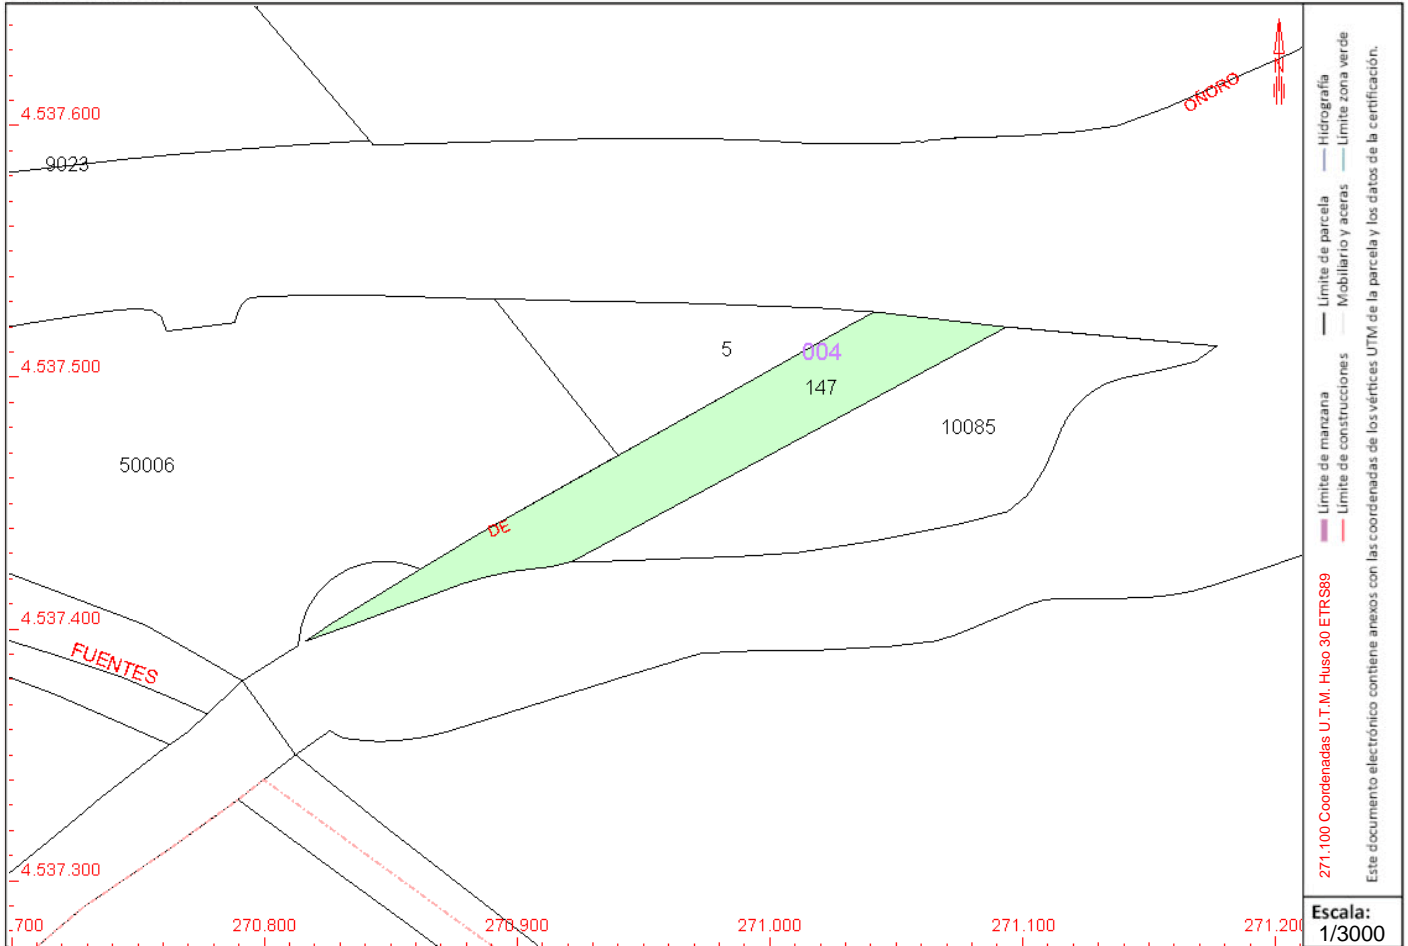 4.537.600
OÑORO
9023
5
004
4.537.500
147
10085
50006
DE
4.537.400
FUENTES
4.537.300
.700
270.800
270.900
271.000
271.100
271.200
Límite de manzana
Límite de parcela
Hidrografía
Límite de construcciones
Mobiliario y aceras
Límite zona verde
271.100 Coordenadas U.T.M. Huso 30 ETRS89
Este documento electrónico contiene anexos con las coordenadas de los vértices UTM de la parcela y los datos de la certificación.
Escala:
1/3000